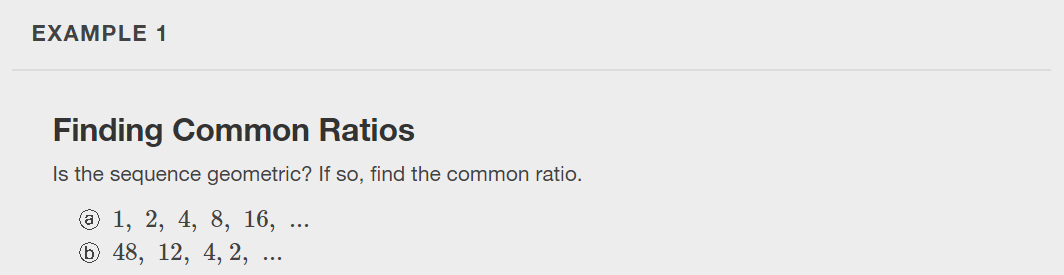 EXAMPLE 1
Finding Common Ratios
Is the sequence geometric? If so, find the common ratio.
ⓐ 1, 2, 4, 8, 16, ...
ⓑ 48, 12, 4, 2, ...